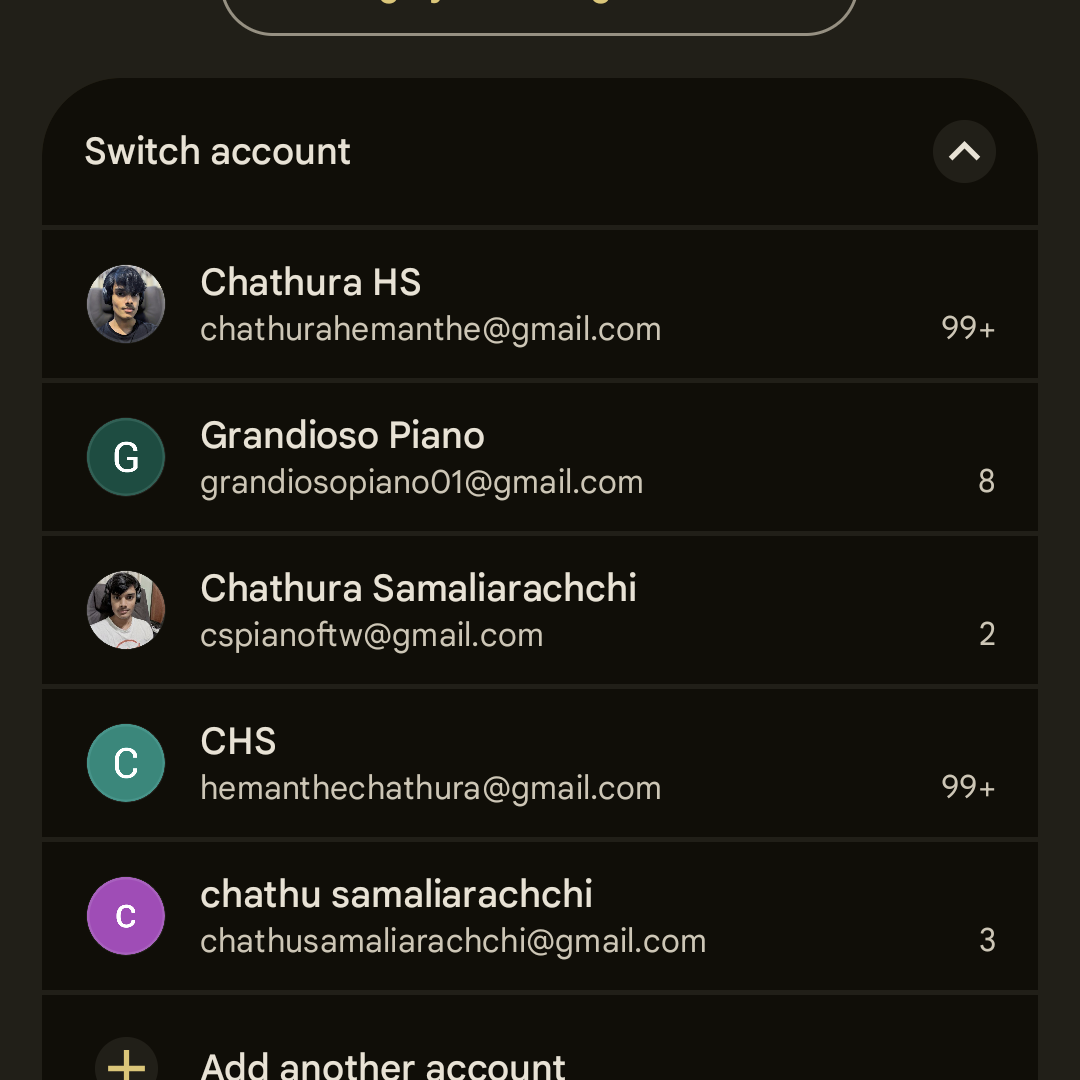 Switch account
Chathura HS
chathurahemanthe@gmail.com
99+
G
Grandioso Piano
grandiosopiano01@gmail.com
8
Chathura Samaliarachchi
cspianoftw@gmail.com
2
C
CHS
hemanthechathura@gmail.com
99+
c
chathu samaliarachchi
chathusamaliarachchi@gmail.com
3
Add another account